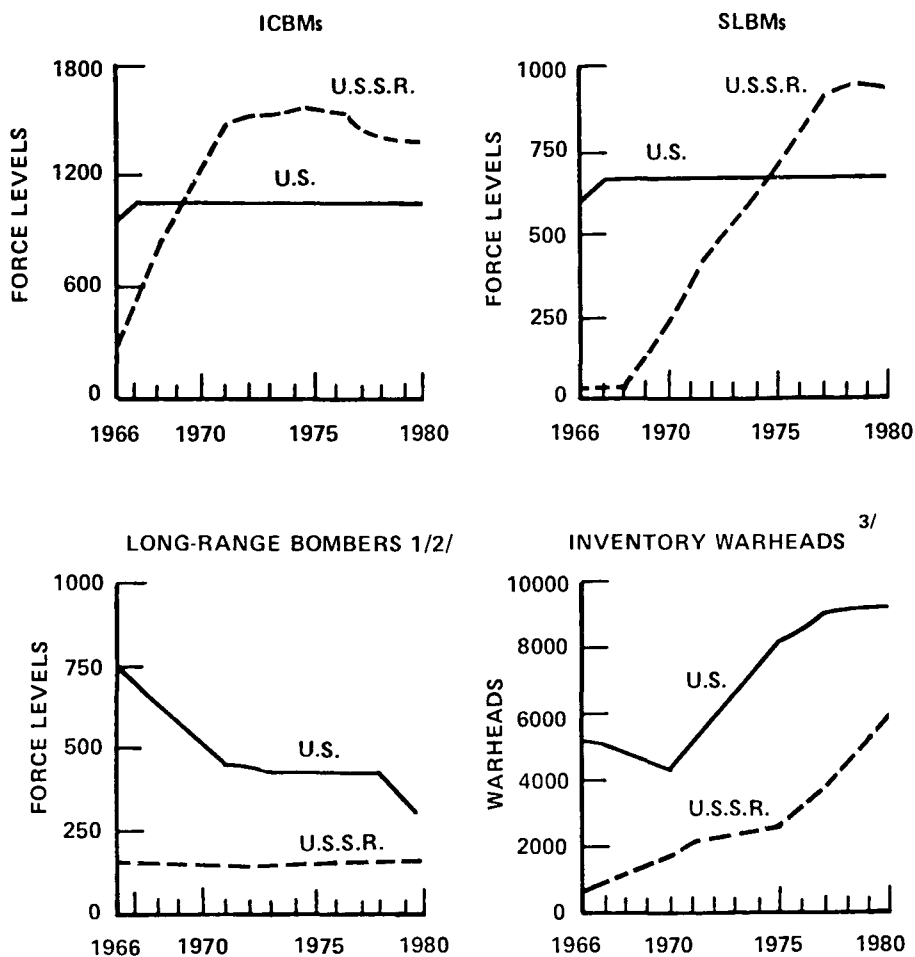 ICBMs
1800
1200
600
0
FORCE LEVELS
U.S.S.R.
U.S.
1966 1970 1975 1980
SLBMs
1000
750
500
250
0
FORCE LEVELS
U.S.S.R.
U.S.
1966 1970 1975 1980
LONG-RANGE BOMBERS 1/2/
1000
750
500
250
0
FORCE LEVELS
U.S.
U.S.S.R.
1966 1970 1975 1980
INVENTORY WARHEADS 3/
10000
8000
6000
4000
2000
0
WARHEADS
U.S.
U.S.S.R.
1966 1970 1975 1980